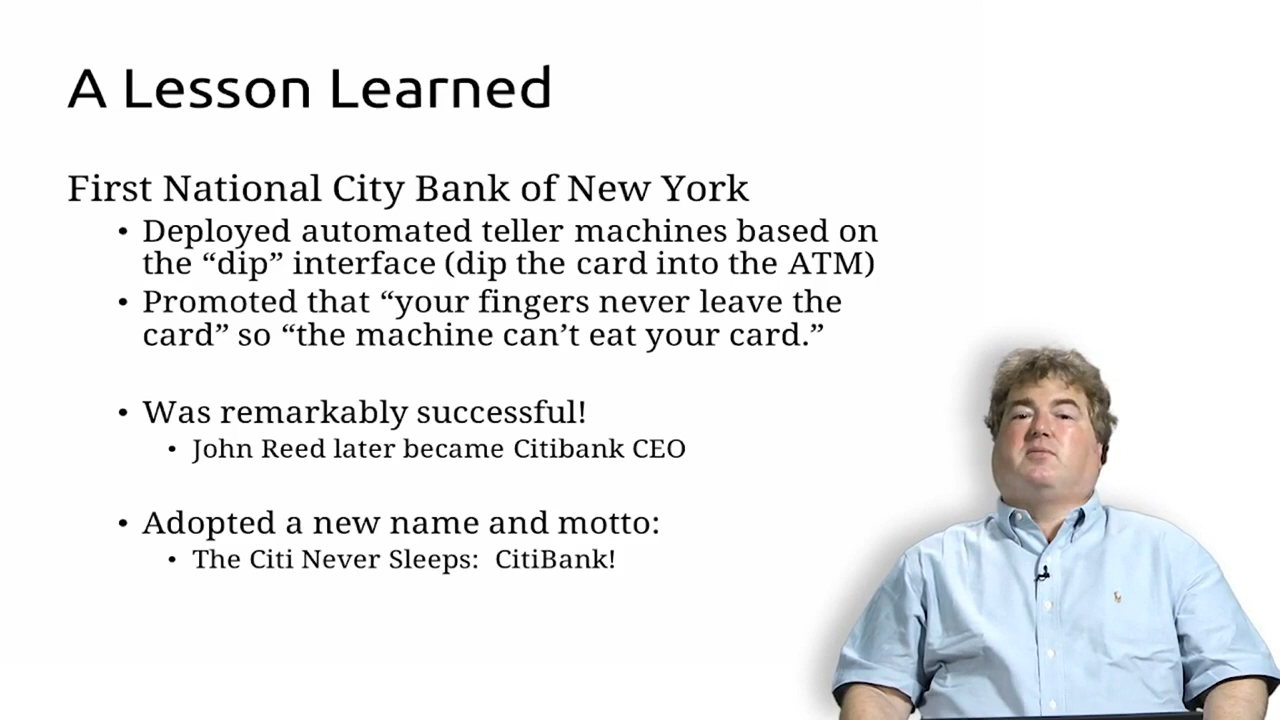 A Lesson Learned
First National City Bank of New York
• Deployed automated teller machines based on
the “dip” interface (dip the card into the ATM)
• Promoted that “your fingers never leave the
card” so “the machine can’t eat your card.”
• Was remarkably successful!
• John Reed later became Citibank CEO
• Adopted a new name and motto:
• The Citi Never Sleeps:  CitiBank!